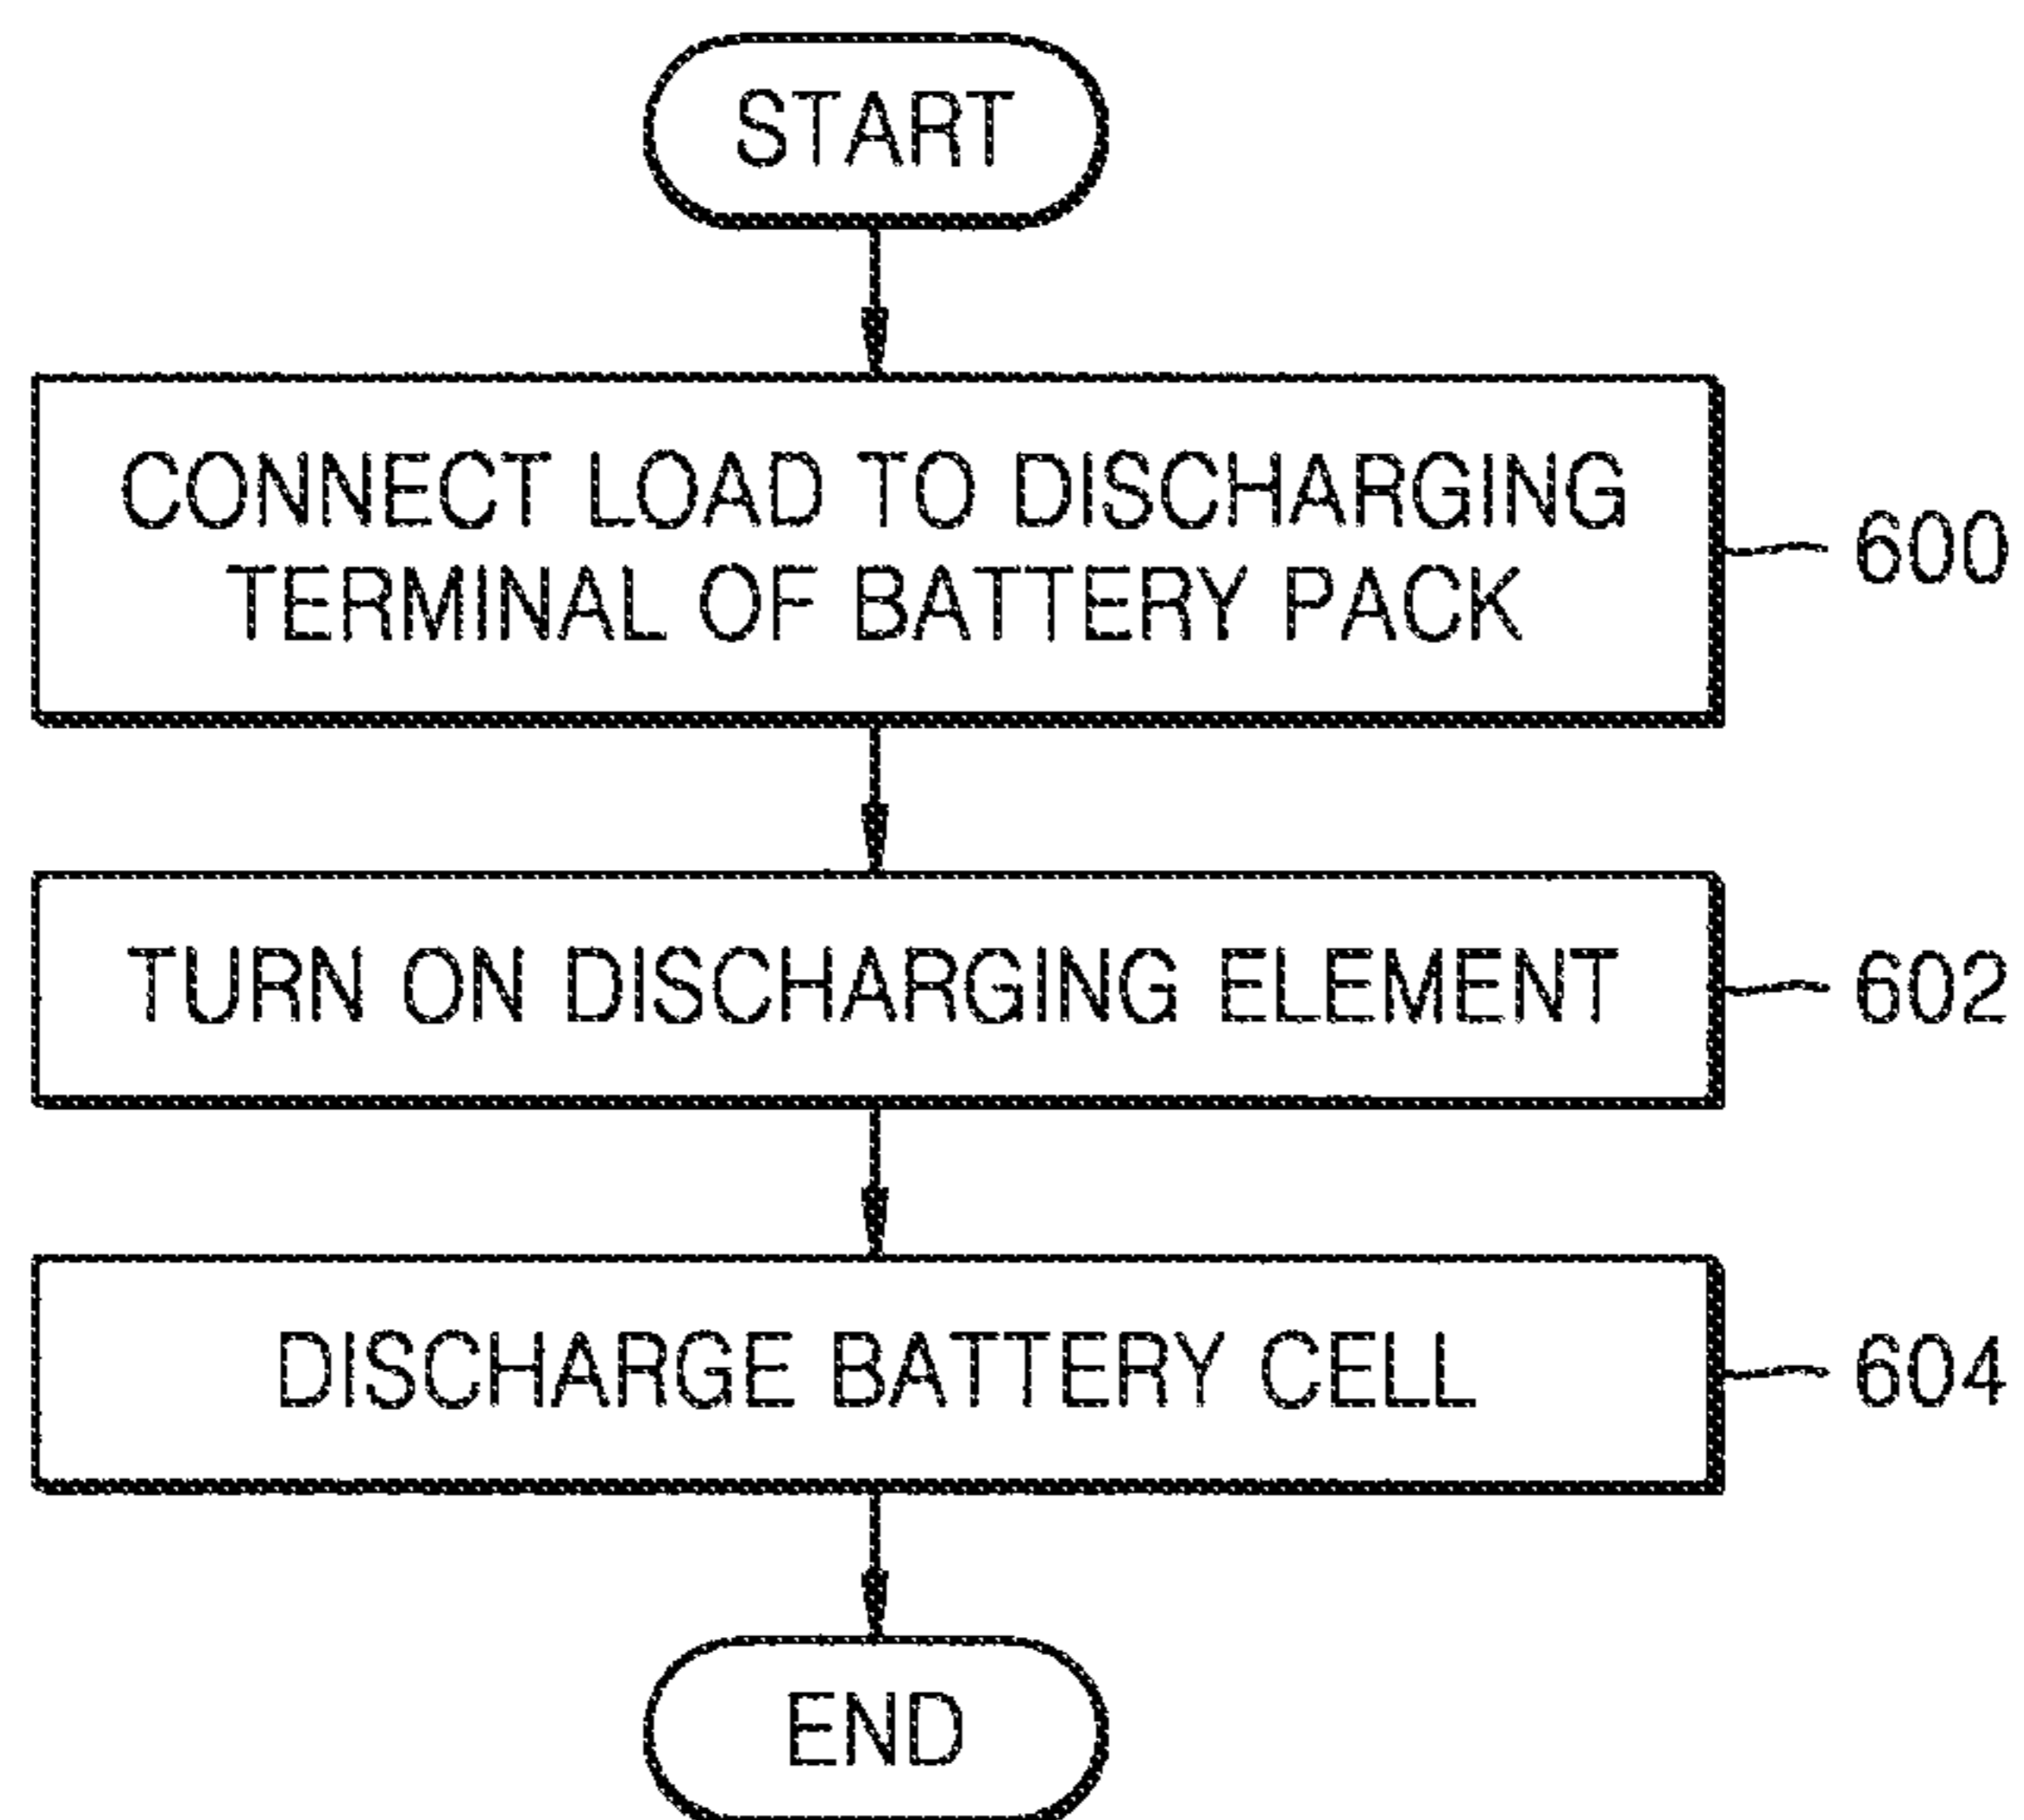 START
CONNECT LOAD TO DISCHARGING
TERMINAL OF BATTERY PACK
600
TURN ON DISCHARGING ELEMENT
602
DISCHARGE BATTERY CELL
604
END